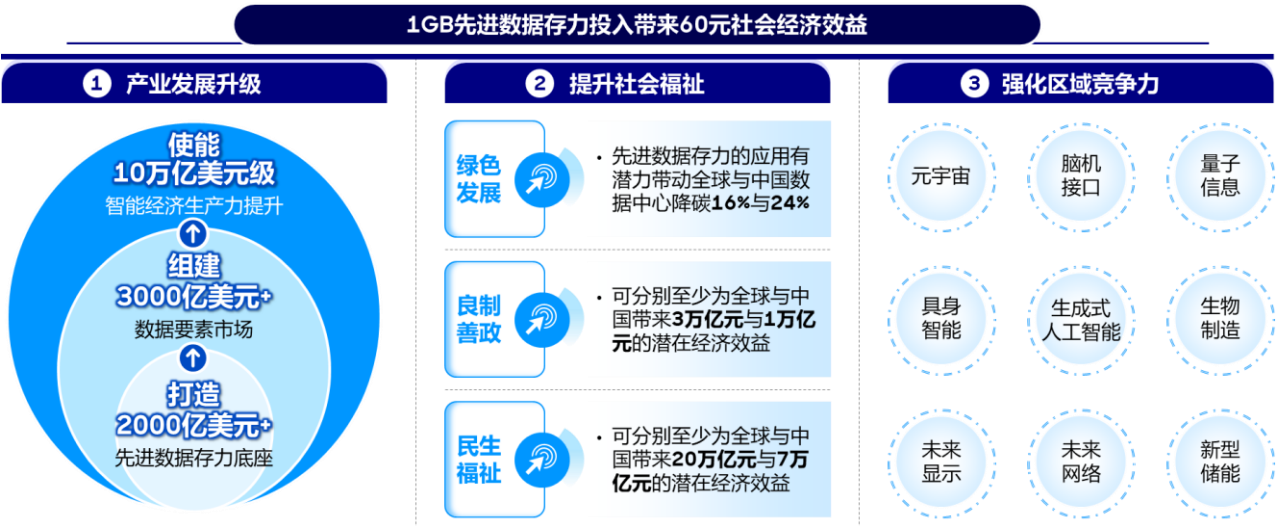 1GB先进数据存力投入带来60元社会经济效益
1 产业发展升级
使能
10万亿美元级
智能经济生产力提升
组建
3000亿美元+
数据要素市场
打造
2000亿美元+
先进数据存力底座
2 提升社会福祉
绿色
发展
• 先进数据存力的应用有
潜力带动全球与中国数
据中心降碳16%与24%
良制
善政
• 可分别至少为全球与中
国带来3万亿元与1万亿
元的潜在经济效益
民生
福祉
• 可分别至少为全球与中
国带来20万亿元与7万
亿元的潜在经济效益
3 强化区域竞争力
元宇宙
脑机
接口
量子
信息
具身
智能
生成式
人工智能
生物
制造
未来
显示
未来
网络
新型
储能